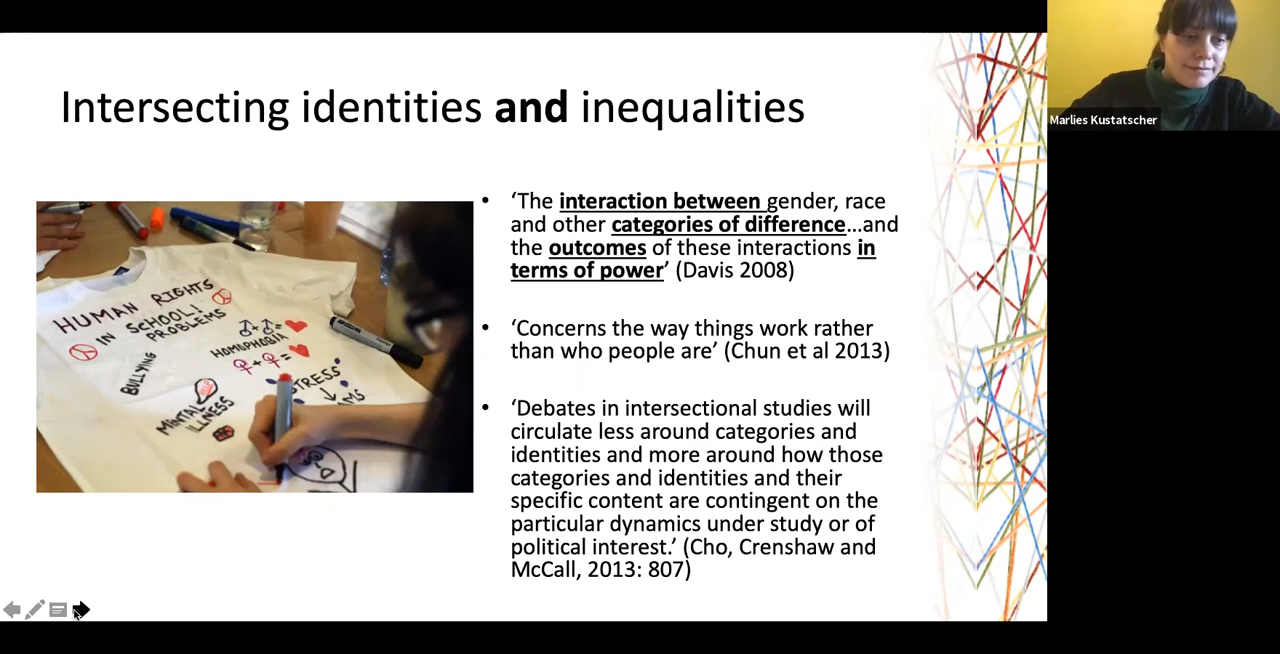 Intersecting identities and inequalities
Marlies Kustatscher
• ‘The interaction between gender, race
and other categories of difference…and
the outcomes of these interactions in
terms of power’ (Davis 2008)
• ‘Concerns the way things work rather
than who people are’ (Chun et al 2013)
• ‘Debates in intersectional studies will
circulate less around categories and
identities and more around how those
categories and identities and their
specific content are contingent on the
particular dynamics under study or of
political interest.’ (Cho, Crenshaw and
McCall, 2013: 807)
HUMAN RIGHTS
IN SCHOOL!
PROBLEMS
HOMOPHOBIA
BULLYING
STRESS
MENTAL
ILLNESS